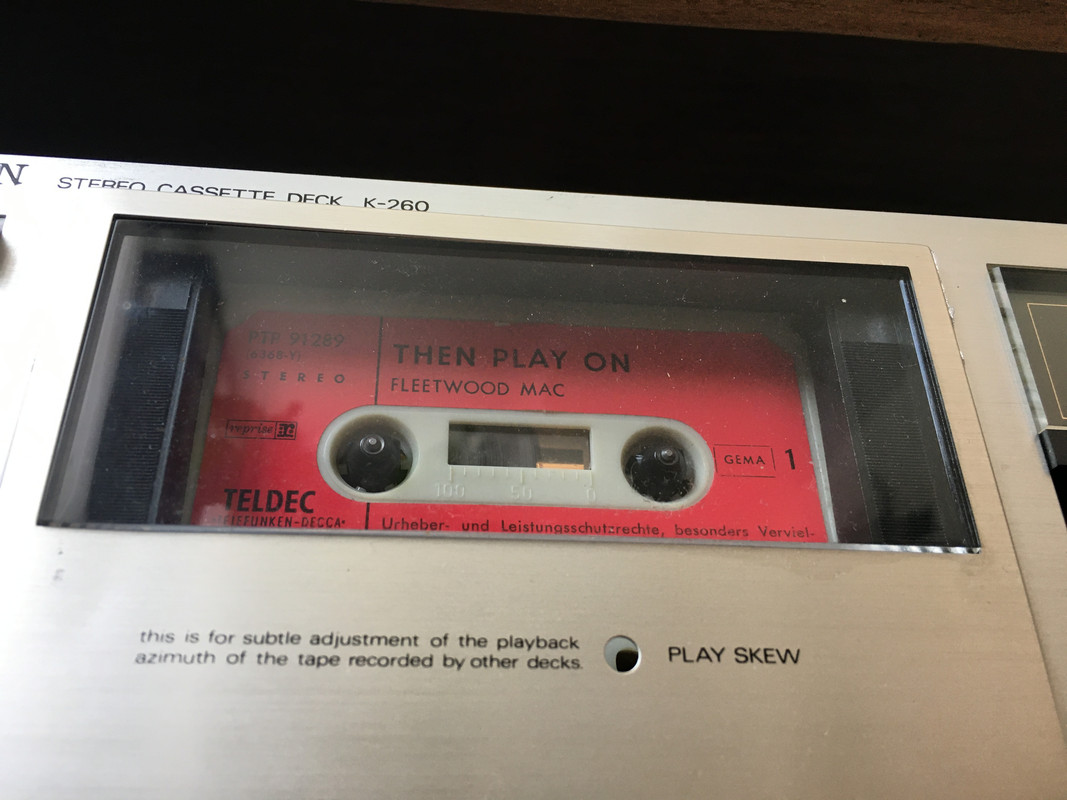 N STEREO CASSETTE DECK K-260
PTP 91289
(6368-Y)
STEREO
THEN PLAY ON
FLEETWOOD MAC
reprise
GEMA 1
100 50 0
TELDEC
TELEFUNKEN-DECCA
Urheber- und Leistungsschutzrechte, besonders Verviel-
this is for subtle adjustment of the playback
azimuth of the tape recorded by other decks.
PLAY SKEW